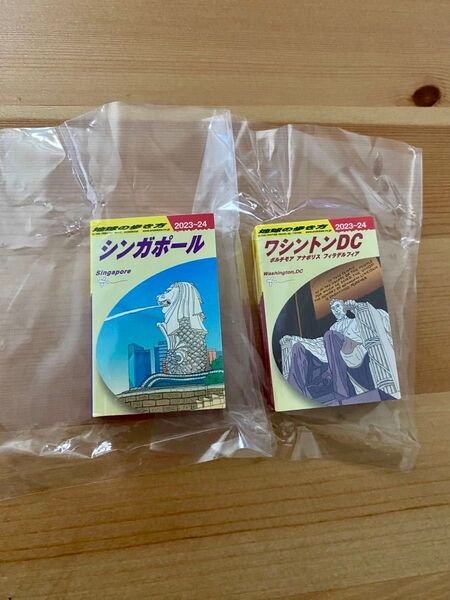 地球の歩き方
2023-24
シンガポール
Singapore
地球の歩き方
2023-24
ワシントンDC
ボルチモア アナポリス フィラデルフィア
Washington,DC